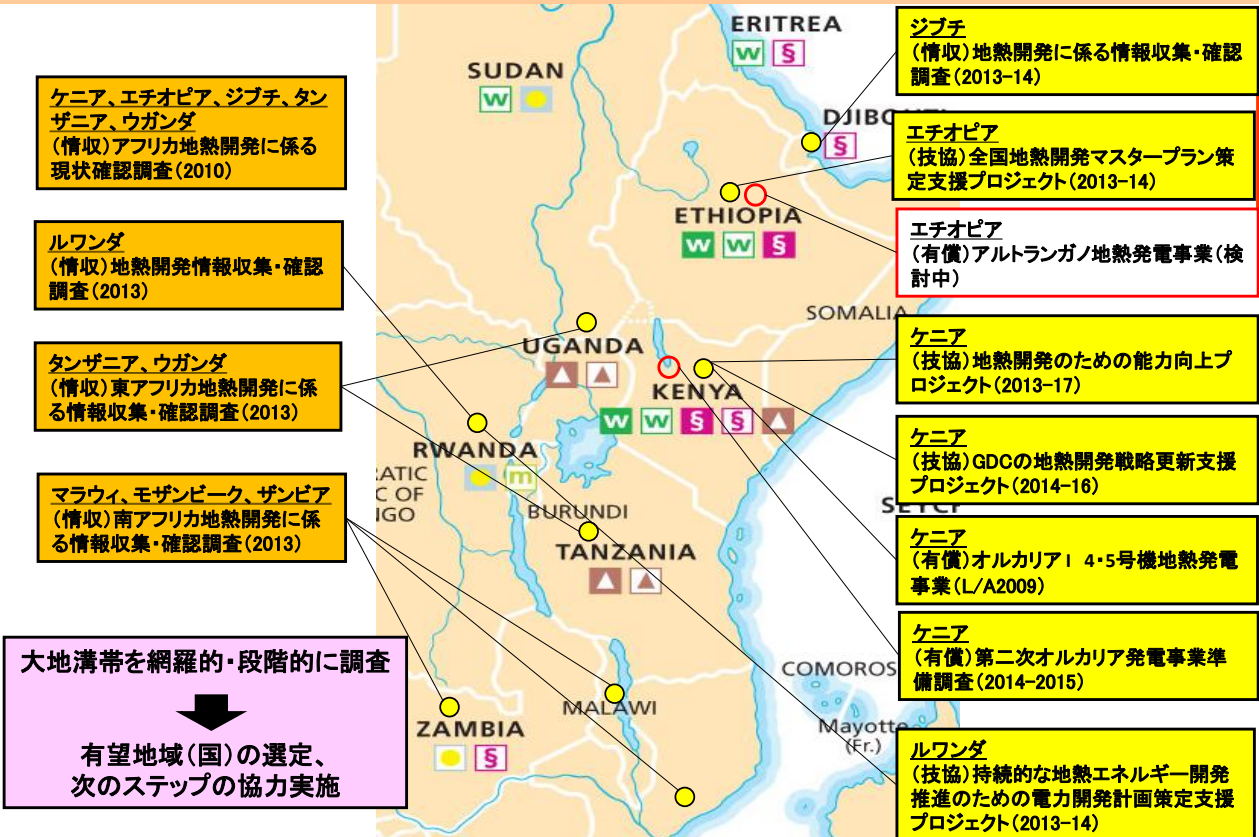 ケニア、エチオピア、ジブチ、タン
ザニア、ウガンダ
(情収)アフリカ地熱開発に係る
現状確認調査(2010)
ルワンダ
(情収)地熱開発情報収集・確認
調査(2013)
タンザニア、ウガンダ
(情収)東アフリカ地熱開発に係
る情報収集・確認調査(2013)
マラウィ、モザンビーク、ザンビア
(情収)南アフリカ地熱開発に係
る情報収集・確認調査(2013)
大地溝帯を網羅的・段階的に調査
有望地域(国)の選定、
次のステップの協力実施
ERITREA
W §
SUDAN
W
DJIBOUTI
§
ETHIOPIA
W W §
SOMALIA
UGANDA
KENYA
W W § §
RWANDA
m
RATIC
C OF
NGO
BURUNDI
TANZANIA
SEYCH
COMOROS
MALAWI
Mayotte
(Fr.)
ZAMBIA
§
ジブチ
(情収)地熱開発に係る情報収集・確認
調査(2013-14)
エチオピア
(技協)全国地熱開発マスタープラン策
定支援プロジェクト(2013-14)
エチオピア
(有償)アルトランガノ地熱発電事業(検
討中)
ケニア
(技協)地熱開発のための能力向上プ
ロジェクト(2013-17)
ケニア
(技協)GDCの地熱開発戦略更新支援
プロジェクト(2014-16)
ケニア
(有償)オルカリアⅠ 4・5号機地熱発電
事業(L/A2009)
ケニア
(有償)第二次オルカリア発電事業準
備調査(2014-2015)
ルワンダ
(技協)持続的な地熱エネルギー開発
推進のための電力開発計画策定支援
プロジェクト(2013-14)